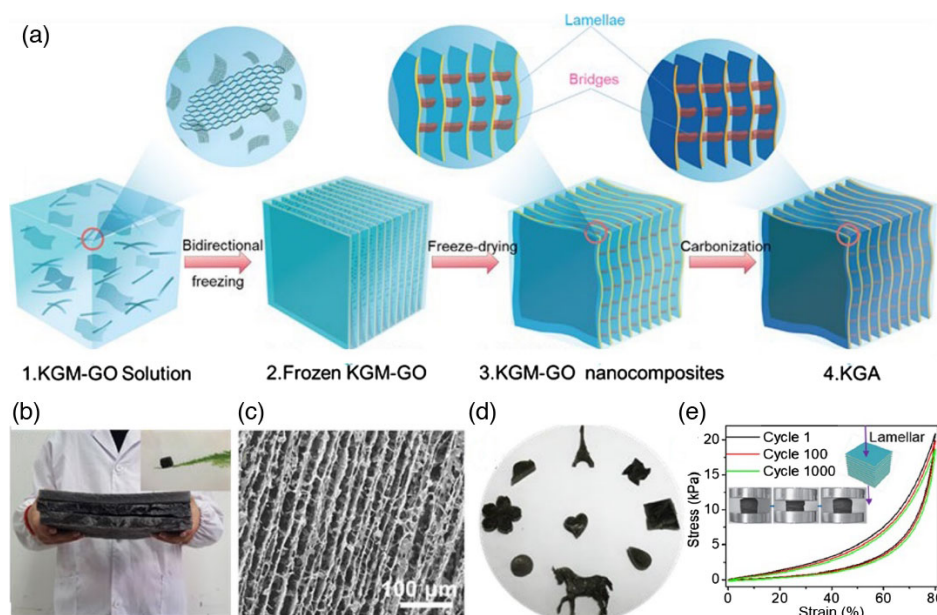 (a)
Lamellae
Bridges
Bidirectional
freezing
Freeze-drying
Carbonization
1.KGM-GO Solution
2.Frozen KGM-GO
3.KGM-GO nanocomposites
4.KGA
(b)
(c)
100 μm
(d)
(e)
Stress (kPa)
20
15
10
5
0
Cycle 1
Cycle 100
Cycle 1000
Lamellar
0 20 40 60 80
Strain (%)